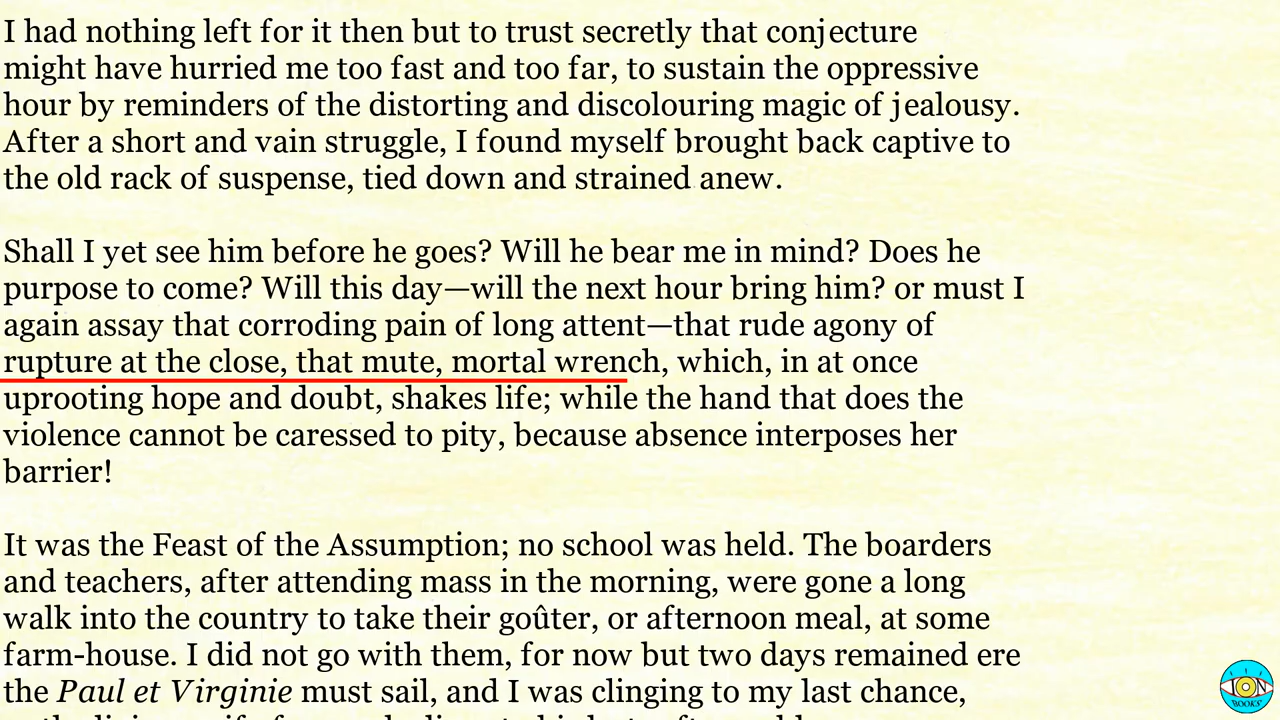 I had nothing left for it then but to trust secretly that conjecture
might have hurried me too fast and too far, to sustain the oppressive
hour by reminders of the distorting and discolouring magic of jealousy.
After a short and vain struggle, I found myself brought back captive to
the old rack of suspense, tied down and strained anew.
Shall I yet see him before he goes? Will he bear me in mind? Does he
purpose to come? Will this day—will the next hour bring him? or must I
again assay that corroding pain of long attent—that rude agony of
rupture at the close, that mute, mortal wrench, which, in at once
uprooting hope and doubt, shakes life; while the hand that does the
violence cannot be caressed to pity, because absence interposes her
barrier!
It was the Feast of the Assumption; no school was held. The boarders
and teachers, after attending mass in the morning, were gone a long
walk into the country to take their goûter, or afternoon meal, at some
farm-house. I did not go with them, for now but two days remained ere
the Paul et Virginie must sail, and I was clinging to my last chance,
ION
BOOKS